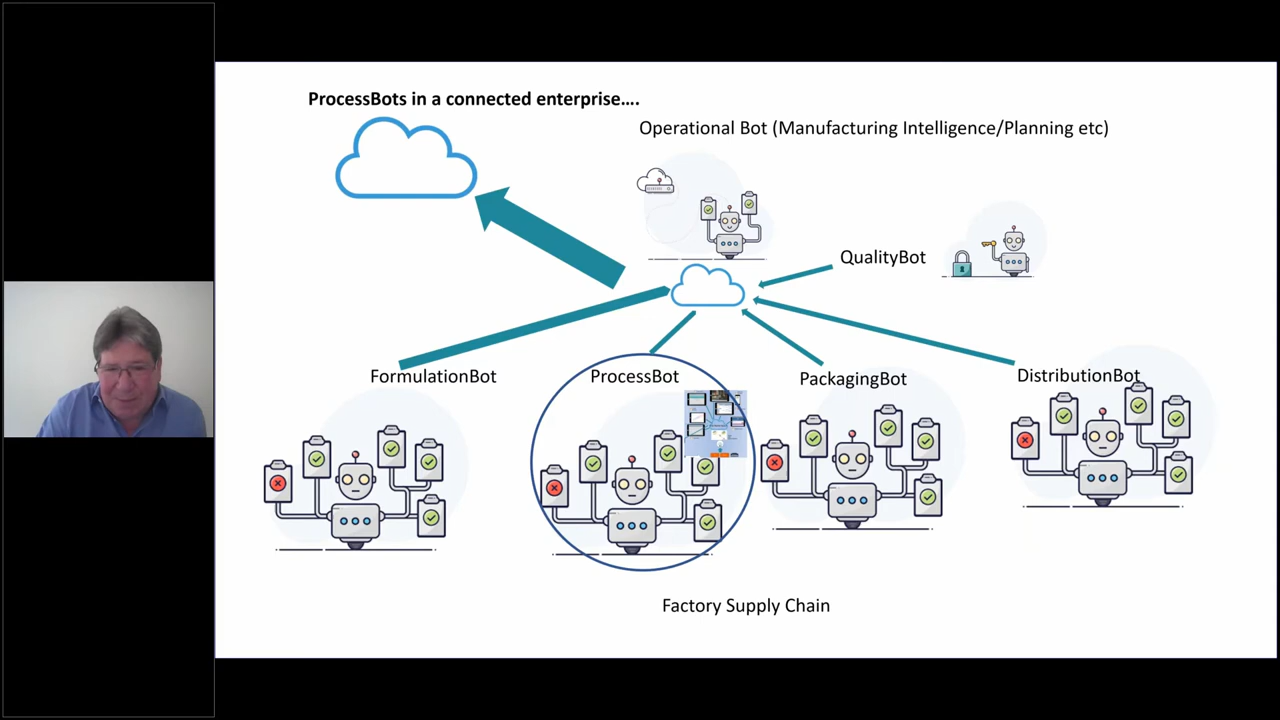 ProcessBots in a connected enterprise….
Operational Bot (Manufacturing Intelligence/Planning etc)
QualityBot
FormulationBot
ProcessBot
PackagingBot
DistributionBot
Factory Supply Chain